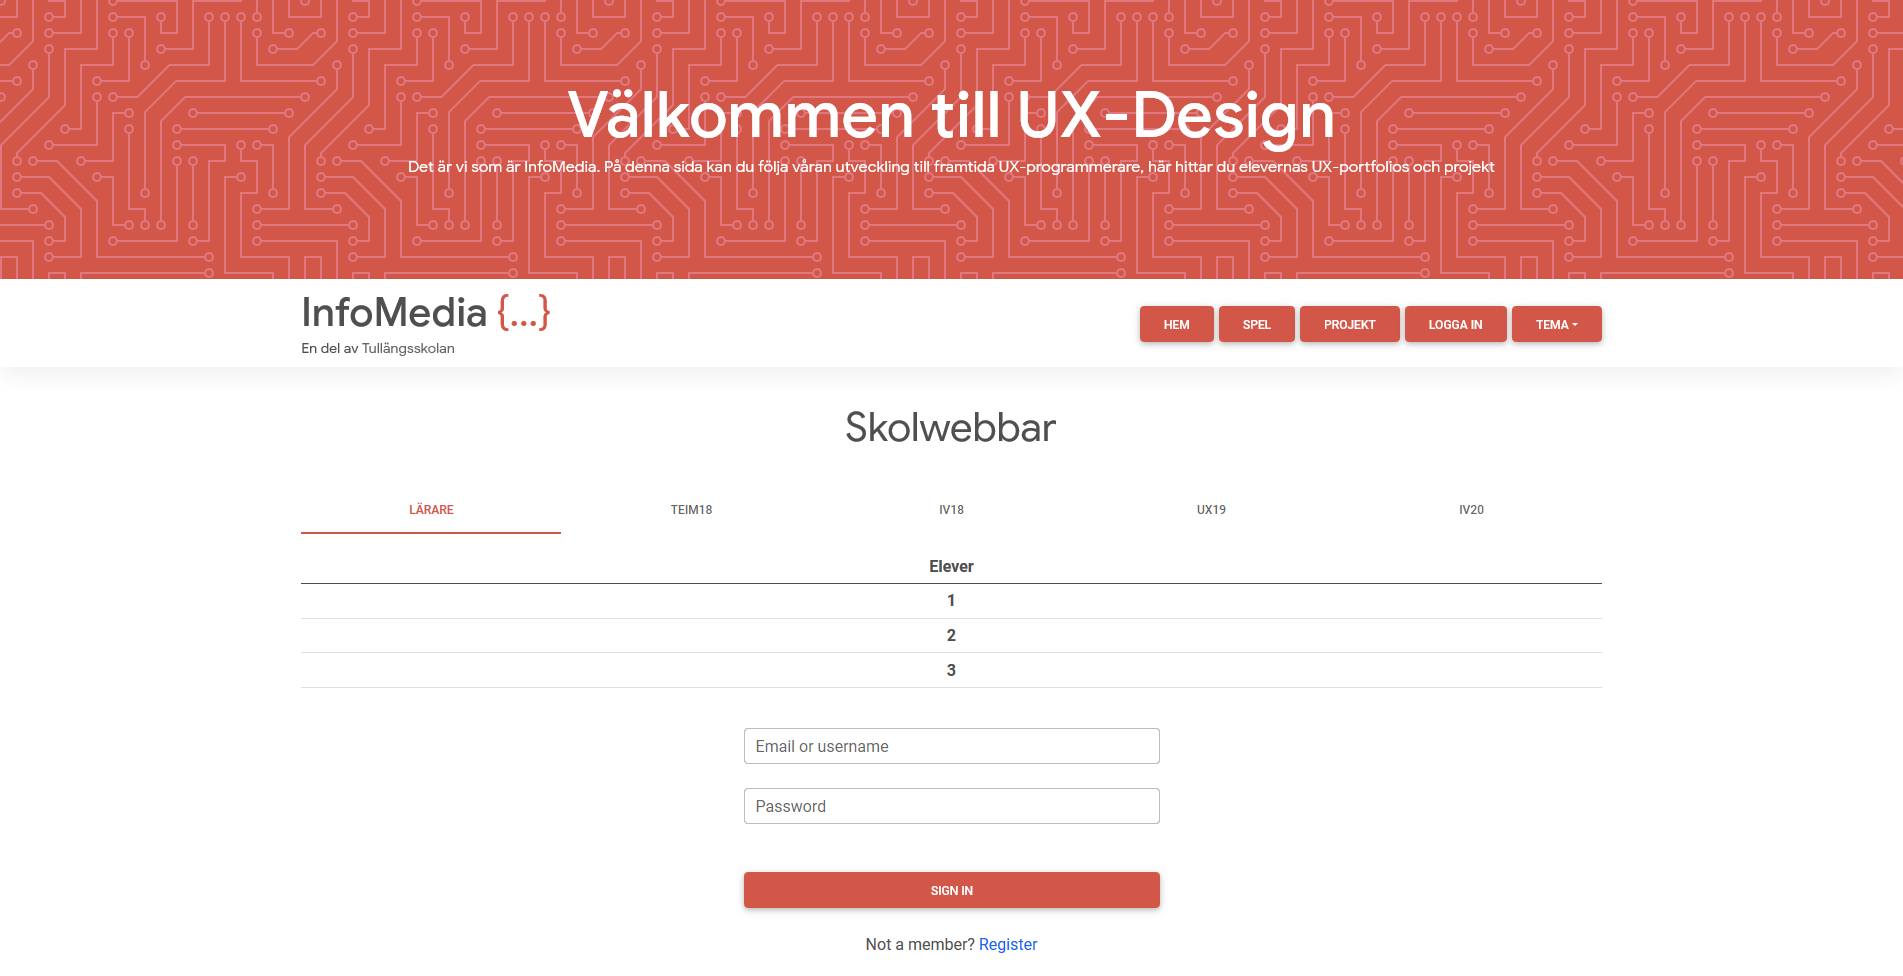 Välkommen till UX-Design
Det är vi som är InfoMedia. På denna sida kan du följa våran utveckling till framtida UX-programmerare, här hittar du elevernas UX-portfolios och projekt
InfoMedia {...}
En del av Tullängsskolan
HEM SPEL PROJEKT LOGGA IN TEMA
Skolwebbar
LÄRARE TEIM18 IV18 UX19 IV20
Elever
1
2
3
Email or username
Password
SIGN IN
Not a member? Register